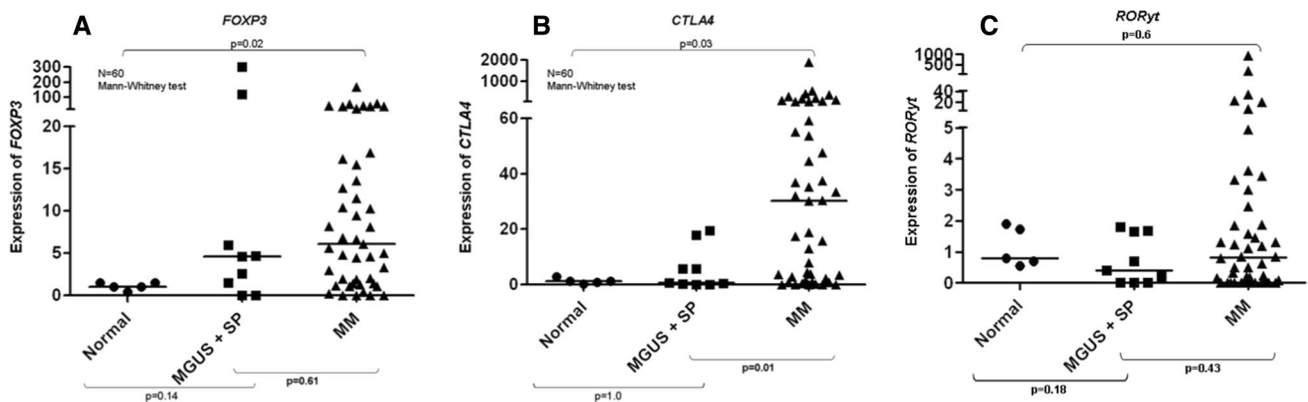 A
FOXP3
p=0.02
N=60
Mann-Whitney test
Expression of FOXP3
300
200
100
20
15
10
5
0
Normal
MGUS + SP
MM
p=0.61
p=0.14
B
CTLA4
p=0.03
N=60
Mann-Whitney test
Expression of CTLA4
2000
1000
60
40
20
0
Normal
MGUS + SP
MM
p=0.01
p=1.0
C
RORyt
p=0.6
Expression of RORyt
1000
500
40
20
5
4
3
2
1
0
Normal
MGUS + SP
MM
p=0.43
p=0.18